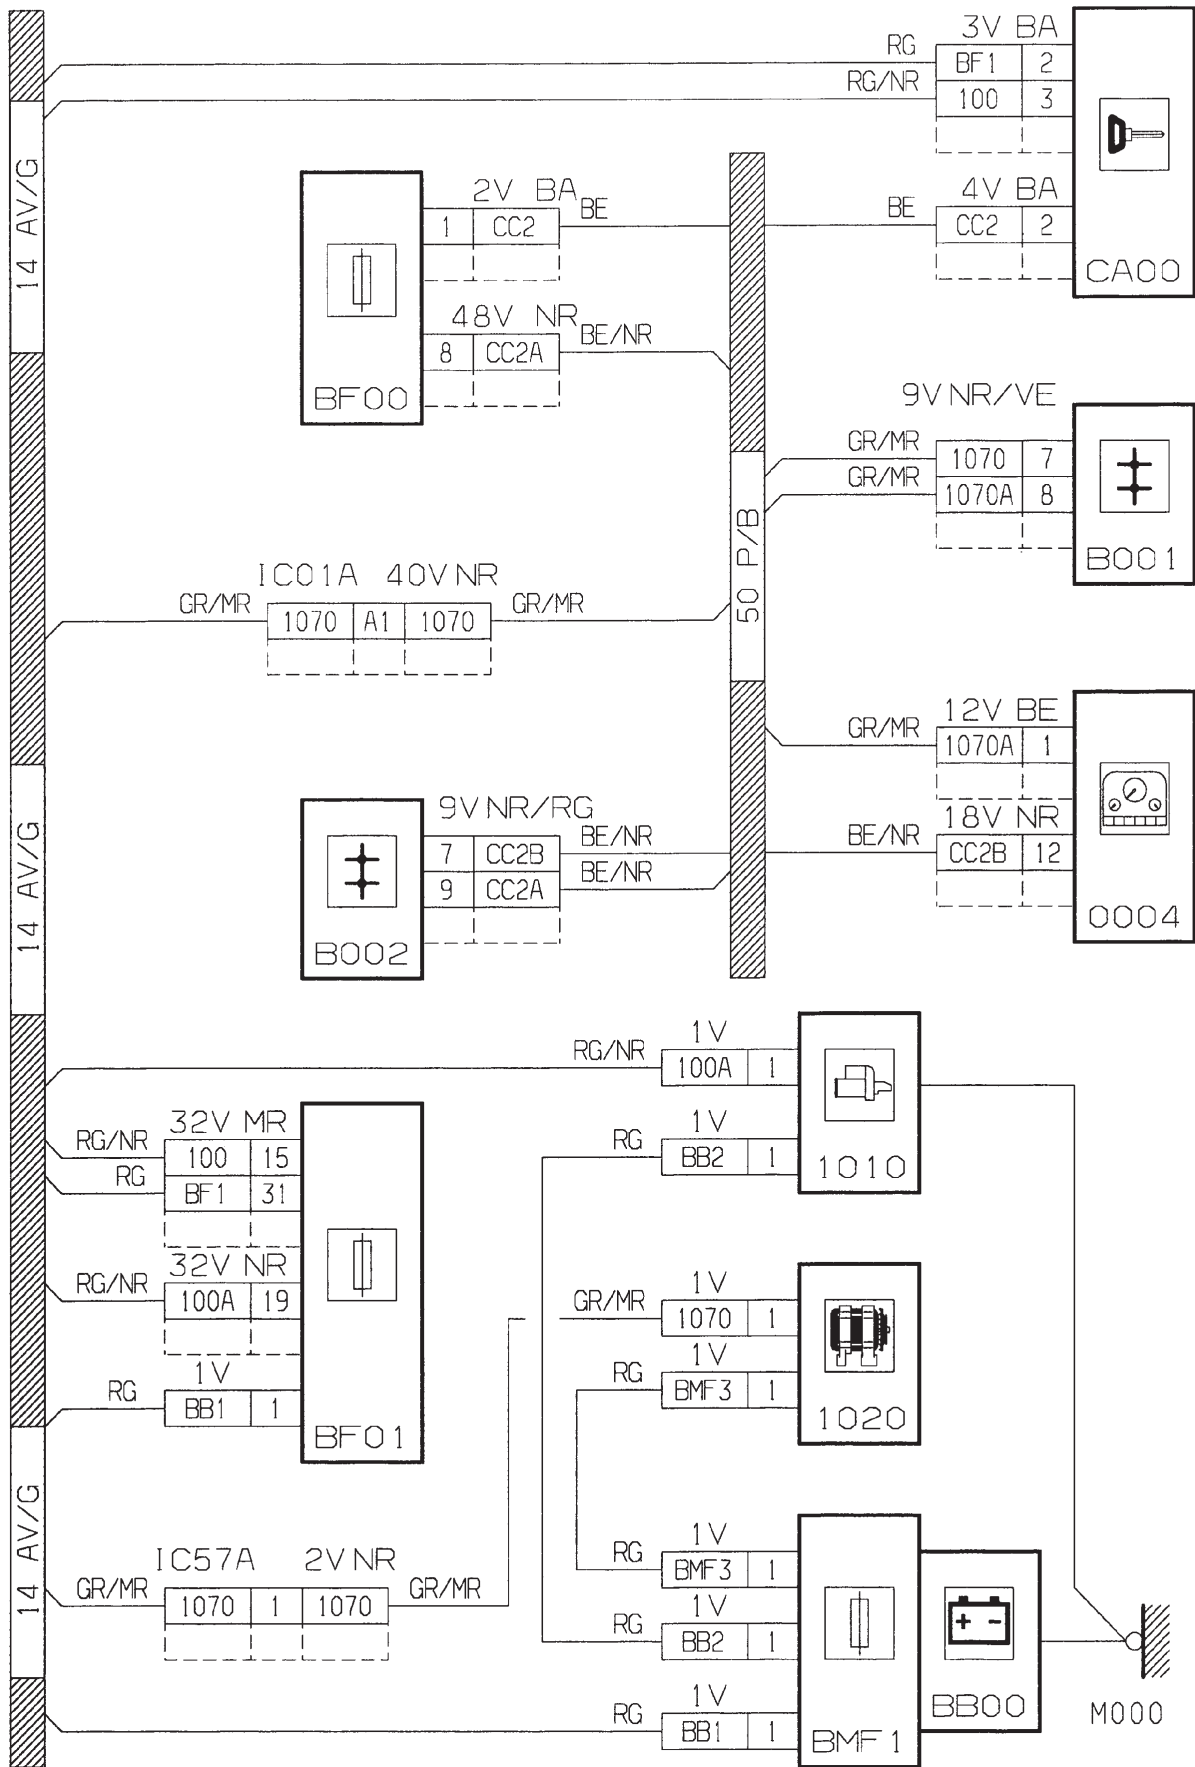 3V BA
RG
BF1 2
RG/NR
100 3
14 AV/G
2V BA
BE
1 CC2
BE
4V BA
CC2 2
CA00
48V NR
BE/NR
8 CC2A
BF00
9V NR/VE
GR/MR
1070 7
GR/MR
1070A 8
B001
50 P/B
IC01A 40V NR
GR/MR
1070 A1 1070
GR/MR
12V BE
GR/MR
1070A 1
18V NR
BE/NR
CC2B 12
0004
14 AV/G
9V NR/RG
BE/NR
7 CC2B
BE/NR
9 CC2A
B002
1V
RG/NR
100A 1
1V
RG
BB2 1
1010
32V MR
RG/NR
100 15
RG
BF1 31
32V NR
RG/NR
100A 19
1V
RG
BB1 1
BF01
1V
GR/MR
1070 1
1V
RG
BMF3 1
1020
14 AV/G
IC57A 2V NR
GR/MR
1070 1 1070
GR/MR
1V
RG
BMF3 1
1V
RG
BB2 1
1V
RG
BB1 1
BMF1
+ -
BB00
M000